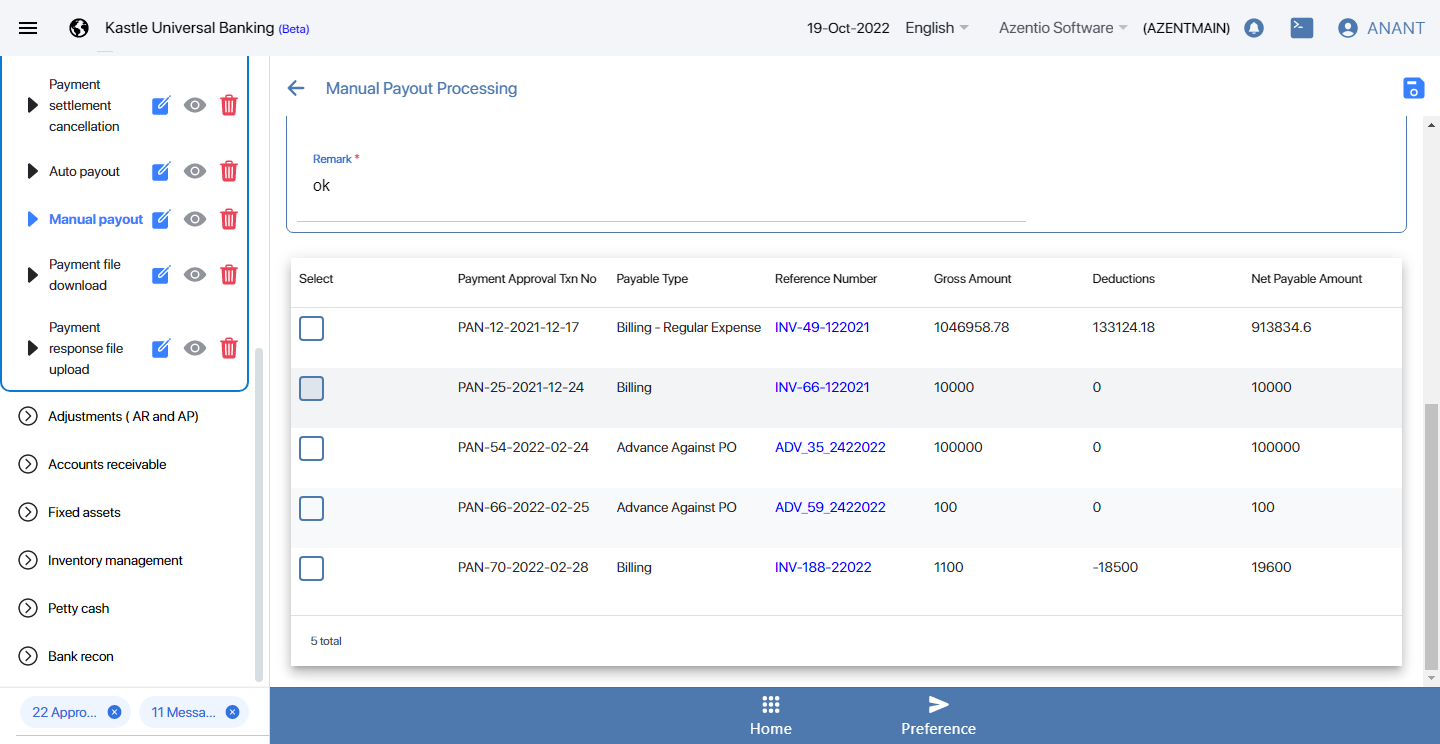 Kastle Universal Banking (Beta)
19-Oct-2022 English Azentio Software (AZENTMAIN) ANANT
Payment
settlement
cancellation
Auto payout
Manual payout
Payment file
download
Payment
response file
upload
Adjustments ( AR and AP)
Accounts receivable
Fixed assets
Inventory management
Petty cash
Bank recon
22 Appro...
11 Messa...
Manual Payout Processing
Remark *
ok
Select Payment Approval Txn No Payable Type Reference Number Gross Amount Deductions Net Payable Amount
PAN-12-2021-12-17 Billing - Regular Expense INV-49-122021 1046958.78 133124.18 913834.6
PAN-25-2021-12-24 Billing INV-66-122021 10000 0 10000
PAN-54-2022-02-24 Advance Against PO ADV_35_2422022 100000 0 100000
PAN-66-2022-02-25 Advance Against PO ADV_59_2422022 100 0 100
PAN-70-2022-02-28 Billing INV-188-22022 1100 -18500 19600
5 total
Home
Preference